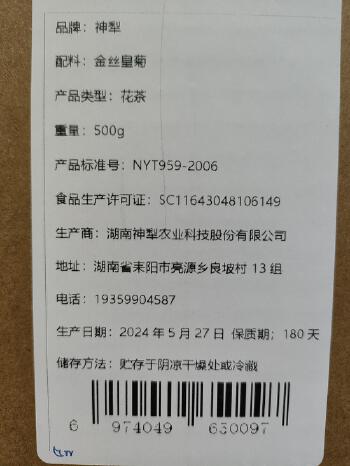 品牌：神犁
配料：金丝皇菊
产品类型：花茶
重量：500g
产品标准号：NYT959-2006
食品生产许可证：SC11643048106149
生产商：湖南神犁农业科技股份有限公司
地址：湖南省耒阳市亮源乡良坡村 13 组
电话：19359904587
生产日期：2024 年 5 月 27 日 保质期；180 天
储存方法：贮存于阴凉干燥处或冷藏
6 974049 630097